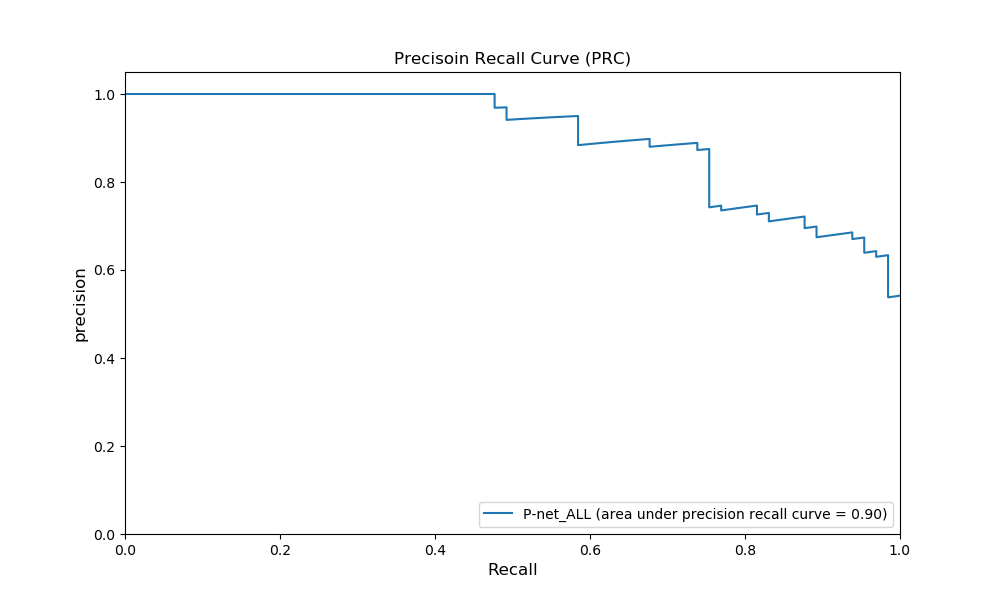 Precisoin Recall Curve (PRC)
1.0
0.8
0.6
0.4
0.2
0.0
precision
P-net_ALL (area under precision recall curve = 0.90)
0.0 0.2 0.4 0.6 0.8 1.0
Recall